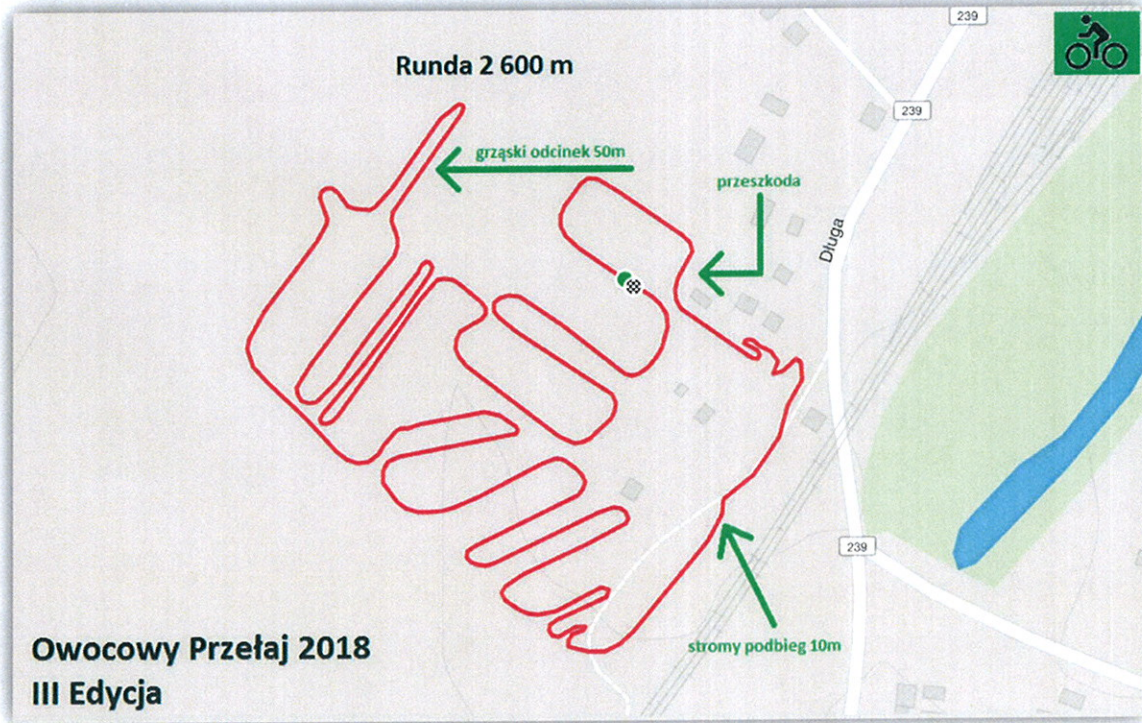 239
Runda 2 600 m
239
grząski odcinek 50m
przeszkoda
Długa
239
stromy podbieg 10m
Owocowy Przełaj 2018
III Edycja